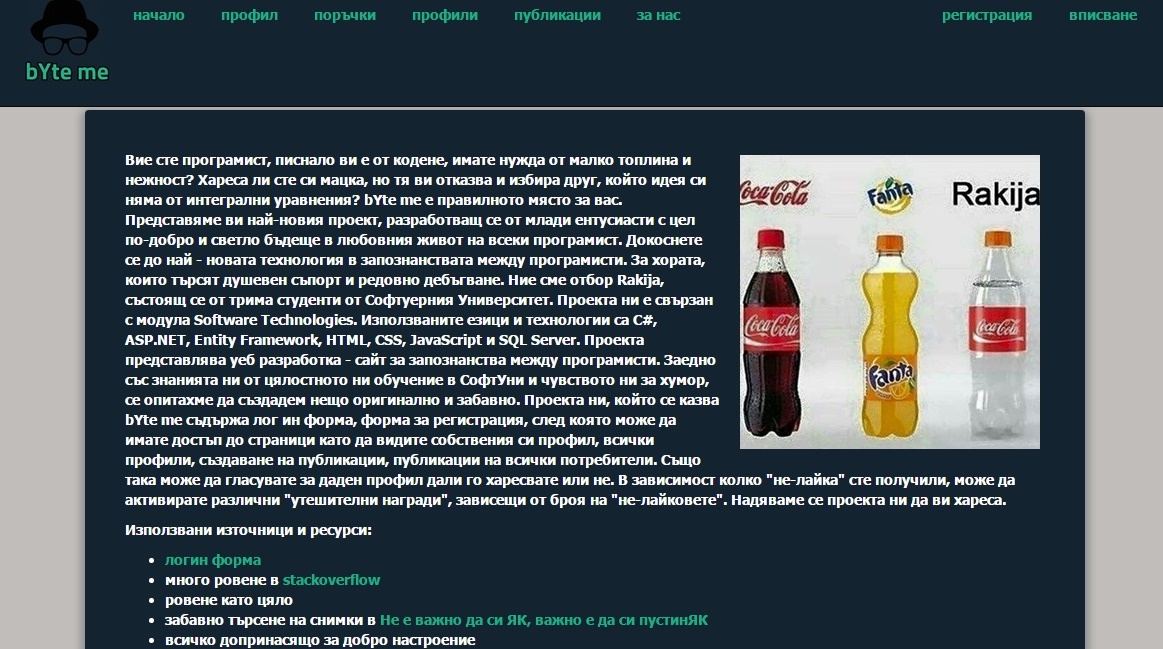 начало профил поръчки профили публикации за нас регистрация вписване
bYte me
Вие сте програмист, писнало ви е от кодене, имате нужда от малко топлина и
нежност? Хареса ли сте си мацка, но тя ви отказва и избира друг, който идея си
няма от интегрални уравнения? bYte me е правилното място за вас.
Представяме ви най-новия проект, разработващ се от млади ентусиасти с цел
по-добро и светло бъдеще в любовния живот на всеки програмист. Докоснете
се до най - новата технология в запознанствата между програмисти. За хората,
които търсят душевен съпорт и редовно дебъгване. Ние сме отбор Rakija,
състоящ се от трима студенти от Софтуерния Университет. Проекта ни е свързан
с модула Software Technologies. Използваните езици и технологии са C#,
ASP.NET, Entity Framework, HTML, CSS, JavaScript и SQL Server. Проекта
представлява уеб разработка - сайт за запознанства между програмисти. Заедно
със знанията ни от цялостното ни обучение в СофтУни и чувството ни за хумор,
се опитахме да създадем нещо оригинално и забавно. Проекта ни, който се казва
bYte me съдържа лог ин форма, форма за регистрация, след която може да
имате достъп до страници като да видите собствения си профил, всички
профили, създаване на публикации, публикации на всички потребители. Също
така може да гласувате за даден профил дали го харесвате или не. В зависимост колко "не-лайка" сте получили, може да
активирате различни "утешителни награди", зависещи от броя на "не-лайковете". Надяваме се проекта ни да ви хареса.
Coca-Cola Fanta Rakija
Coca-Cola Fanta Coca-Cola
Използвани източници и ресурси:
логин форма
много ровене в stackoverflow
ровене като цяло
забавно търсене на снимки в Не е важно да си ЯК, важно е да си пустинЯК
всичко допринасящо за добро настроение